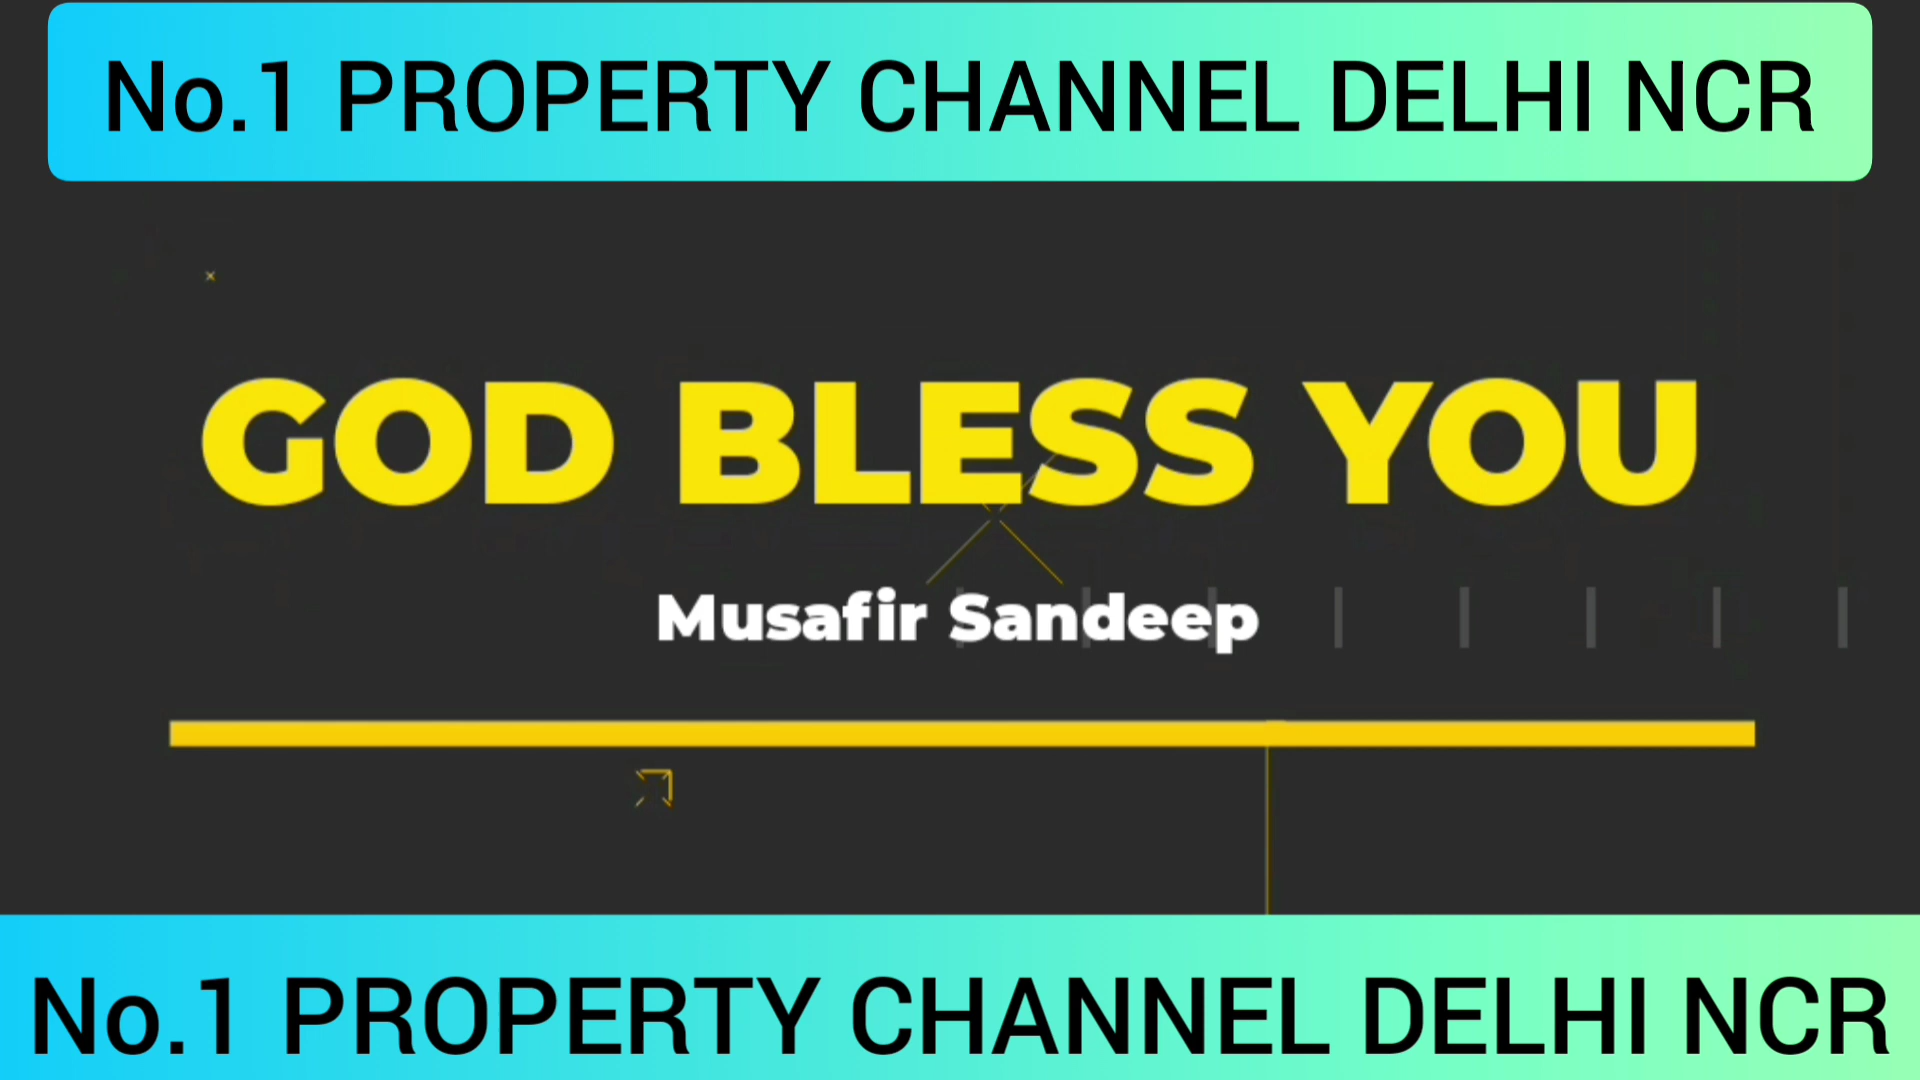 No.1 PROPERTY CHANNEL DELHI NCR
GOD BLESS YOU
Musafir Sandeep
No.1 PROPERTY CHANNEL DELHI NCR